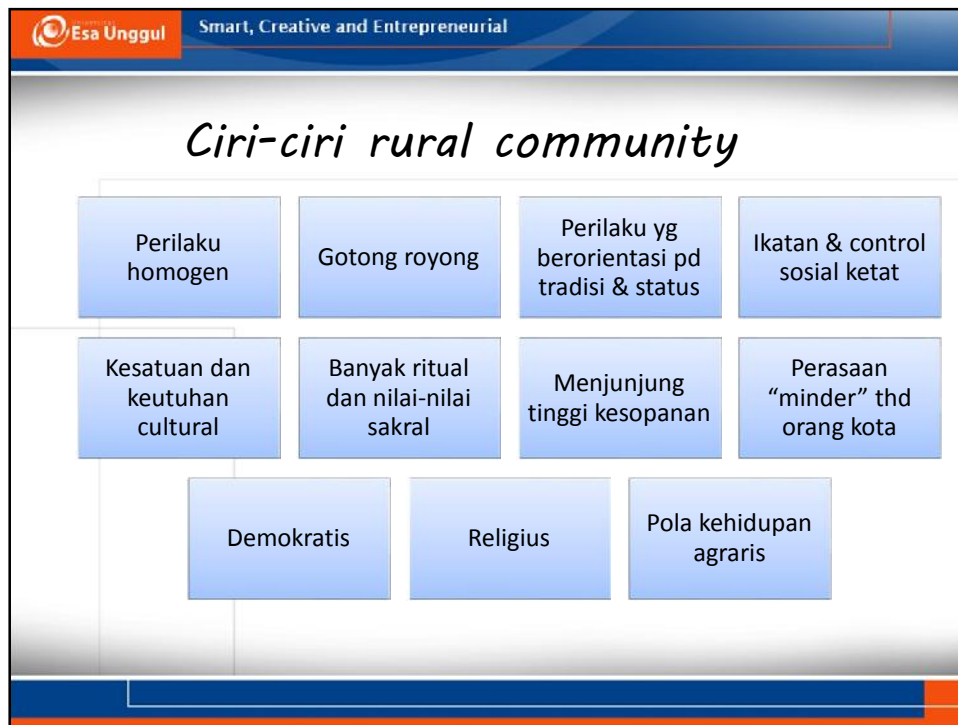 UNIVERSITAS
Esa Unggul
Smart, Creative and Entrepreneurial
Ciri-ciri rural community
Perilaku
homogen
Gotong royong
Perilaku yg
berorientasi pd
tradisi & status
Ikatan & control
sosial ketat
Kesatuan dan
keutuhan
cultural
Banyak ritual
dan nilai-nilai
sakral
Menjunjung
tinggi kesopanan
Perasaan
“minder” thd
orang kota
Demokratis
Religius
Pola kehidupan
agraris